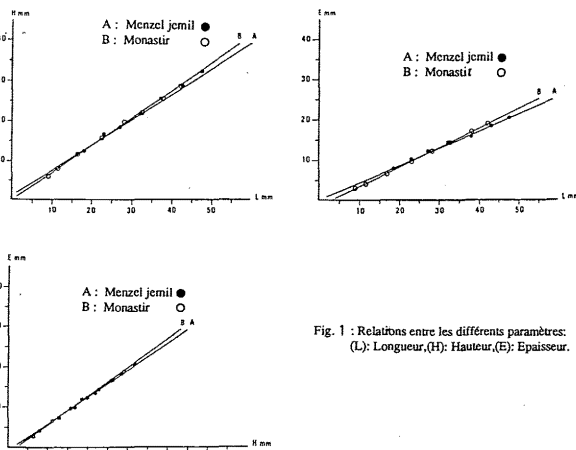 H mm
A : Menzel jemil
B : Monastir
B A
10 20 30 40 50
L mm
E mm
A : Menzel jemil
B : Monastir
40
30
20
10
B A
10 20 30 40 50
L mm
E mm
A : Menzel jemil
B : Monastir
B A
H mm
Fig. 1 : Relations entre les différents paramètres:
(L): Longueur,(H): Hauteur,(E): Epaisseur.